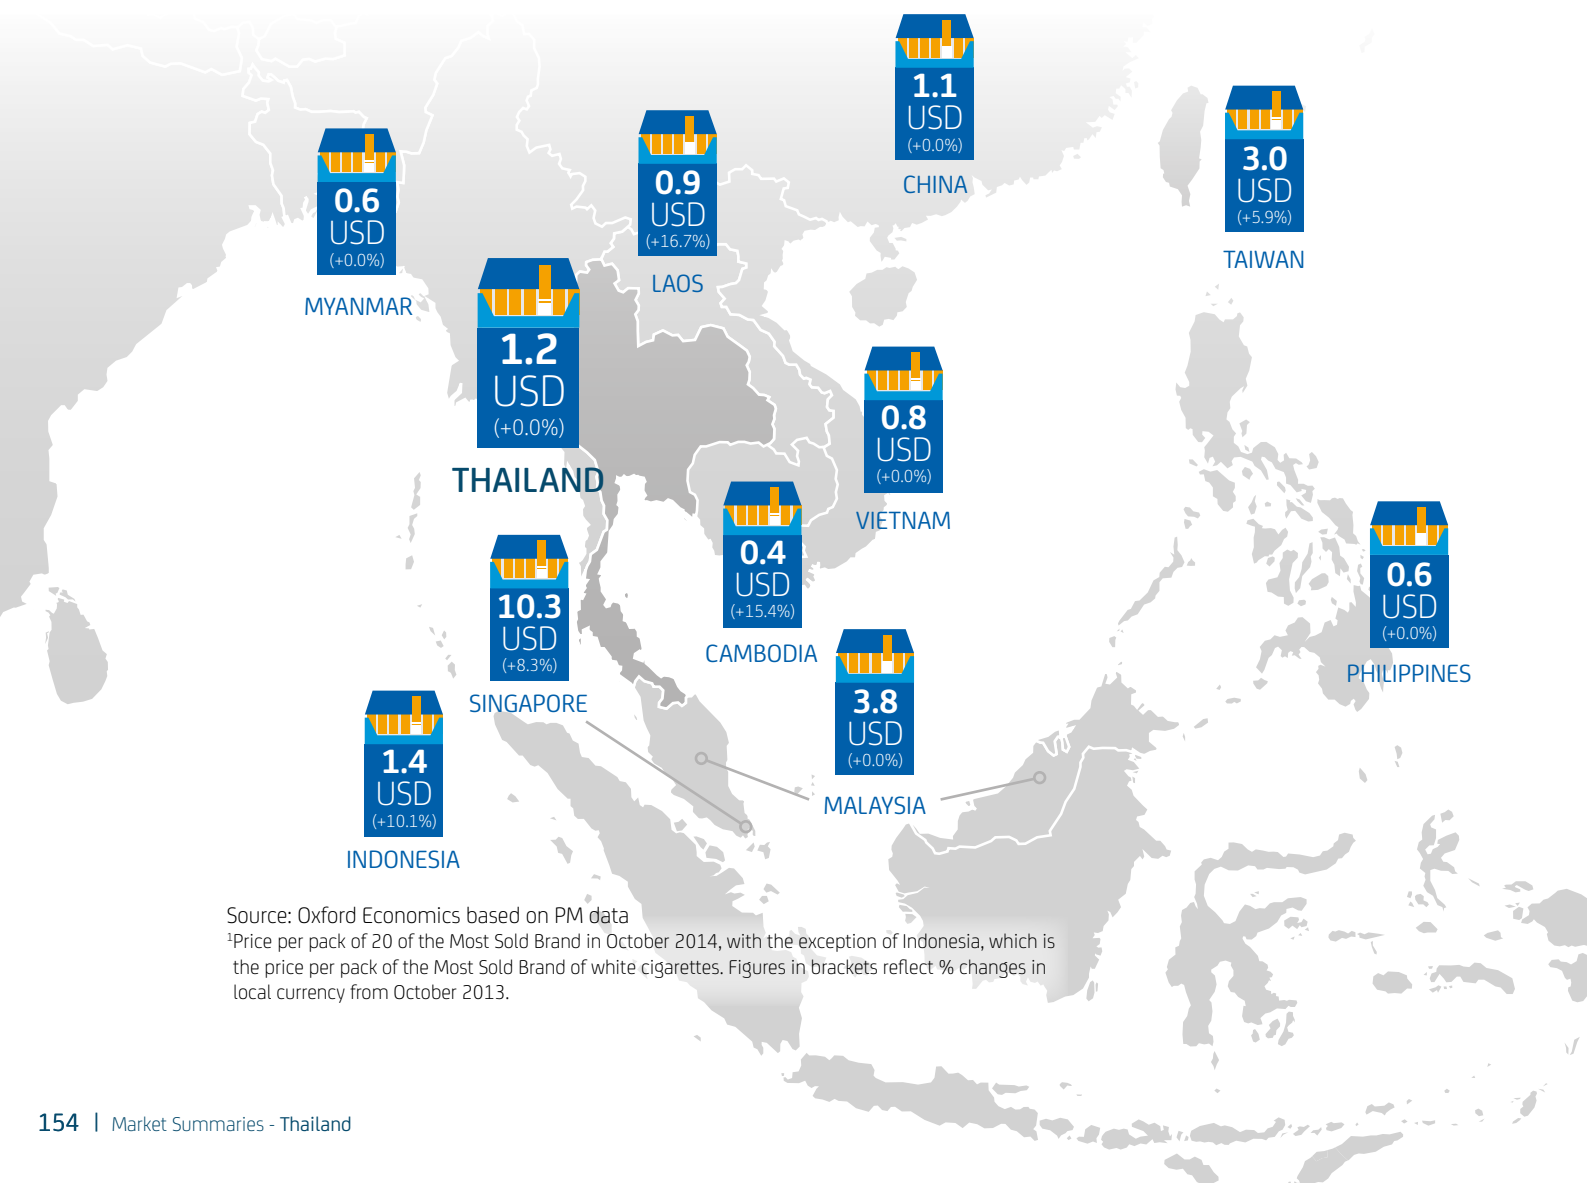 1.1
USD
(+0.0%)
CHINA
3.0
USD
(+5.9%)
TAIWAN
0.6
USD
(+0.0%)
MYANMAR
0.9
USD
(+16.7%)
LAOS
1.2
USD
(+0.0%)
THAILAND
0.8
USD
(+0.0%)
VIETNAM
0.4
USD
(+15.4%)
CAMBODIA
0.6
USD
(+0.0%)
PHILIPPINES
10.3
USD
(+8.3%)
SINGAPORE
3.8
USD
(+0.0%)
MALAYSIA
1.4
USD
(+10.1%)
INDONESIA
Source: Oxford Economics based on PM data
¹Price per pack of 20 of the Most Sold Brand in October 2014, with the exception of Indonesia, which is
the price per pack of the Most Sold Brand of white cigarettes. Figures in brackets reflect % changes in
local currency from October 2013.
154 | Market Summaries - Thailand